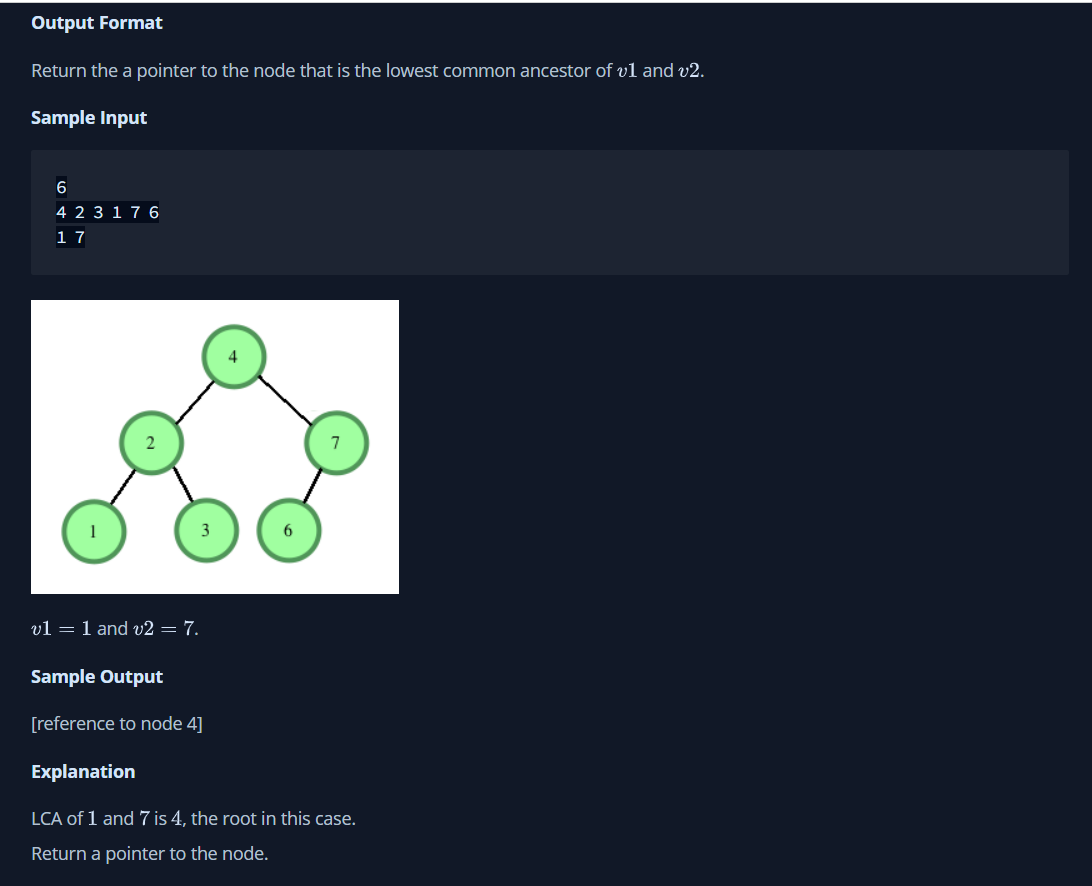 Output Format
Return the a pointer to the node that is the lowest common ancestor of v1 and v2.
Sample Input
6
4 2 3 1 7 6
1 7
4
2
7
1
3
6
v1 = 1 and v2 = 7.
Sample Output
[reference to node 4]
Explanation
LCA of 1 and 7 is 4, the root in this case.
Return a pointer to the node.